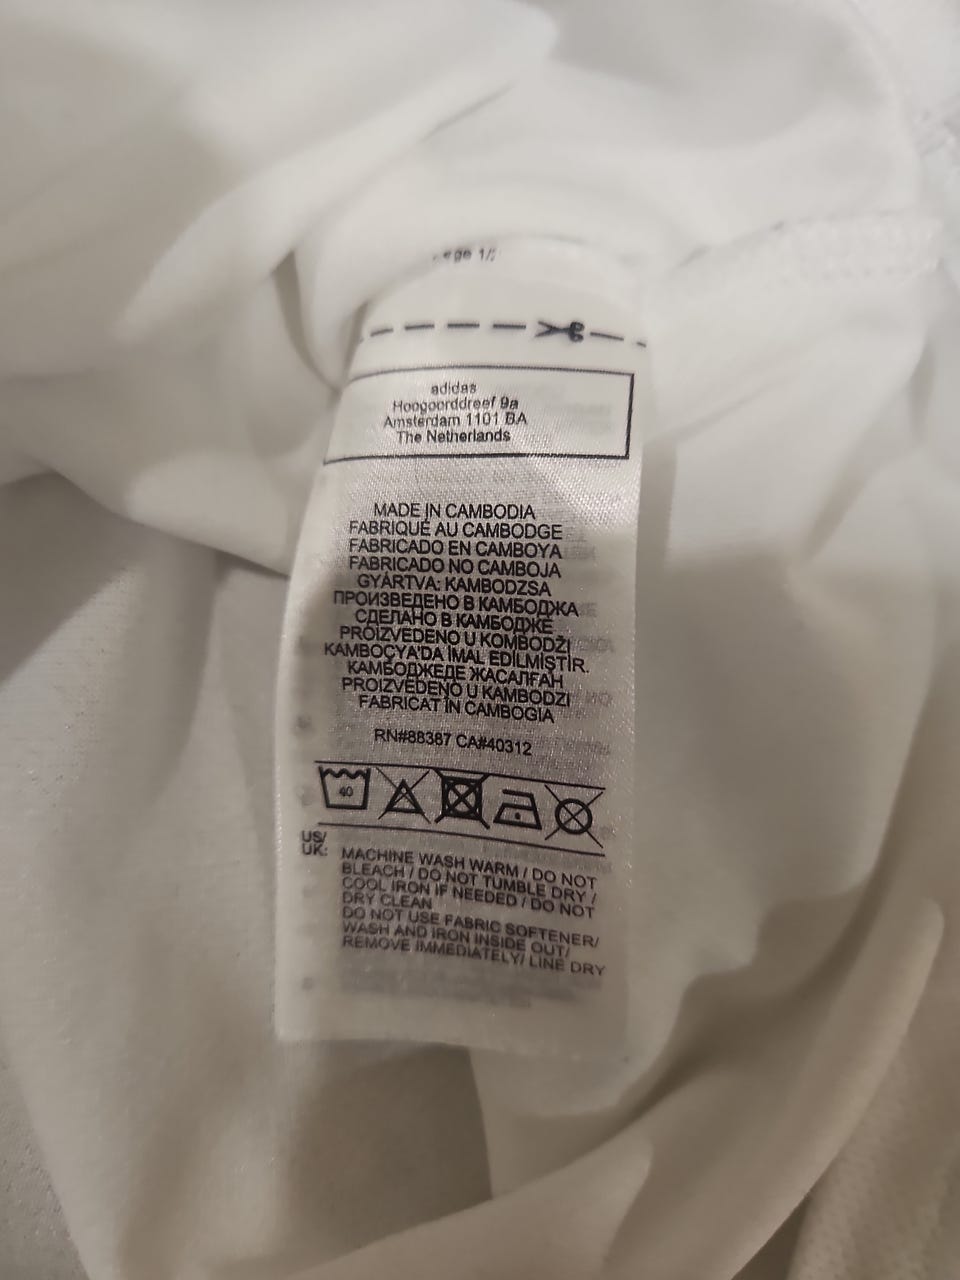 1/2
adidas
Hoogoorddreef 9a
Amsterdam 1101 BA
The Netherlands
MADE IN CAMBODIA
FABRIQUÉ AU CAMBODGE
FABRICADO EN CAMBOYA
FABRICADO NO CAMBOJA
GYÁRTVA: KAMBODZSA
ПРОИЗВЕДЕНО В КАМБОДЖА
СДЕЛАНО В КАМБОДЖЕ
PROIZVEDENO U KOMBODŽI
KAMBOÇYA'DA İMAL EDİLMİŞTİR.
КАМБОДЖЕДЕ ЖАСАЛҒАН
PROIZVEDENO U KAMBODZI
FABRICAT ÎN CAMBOGIA
RN#88387 CA#40312
40
US/
UK:
MACHINE WASH WARM / DO NOT
BLEACH / DO NOT TUMBLE DRY /
COOL IRON IF NEEDED / DO NOT
DRY CLEAN
DO NOT USE FABRIC SOFTENER/
WASH AND IRON INSIDE OUT/
REMOVE IMMEDIATELY/ LINE DRY